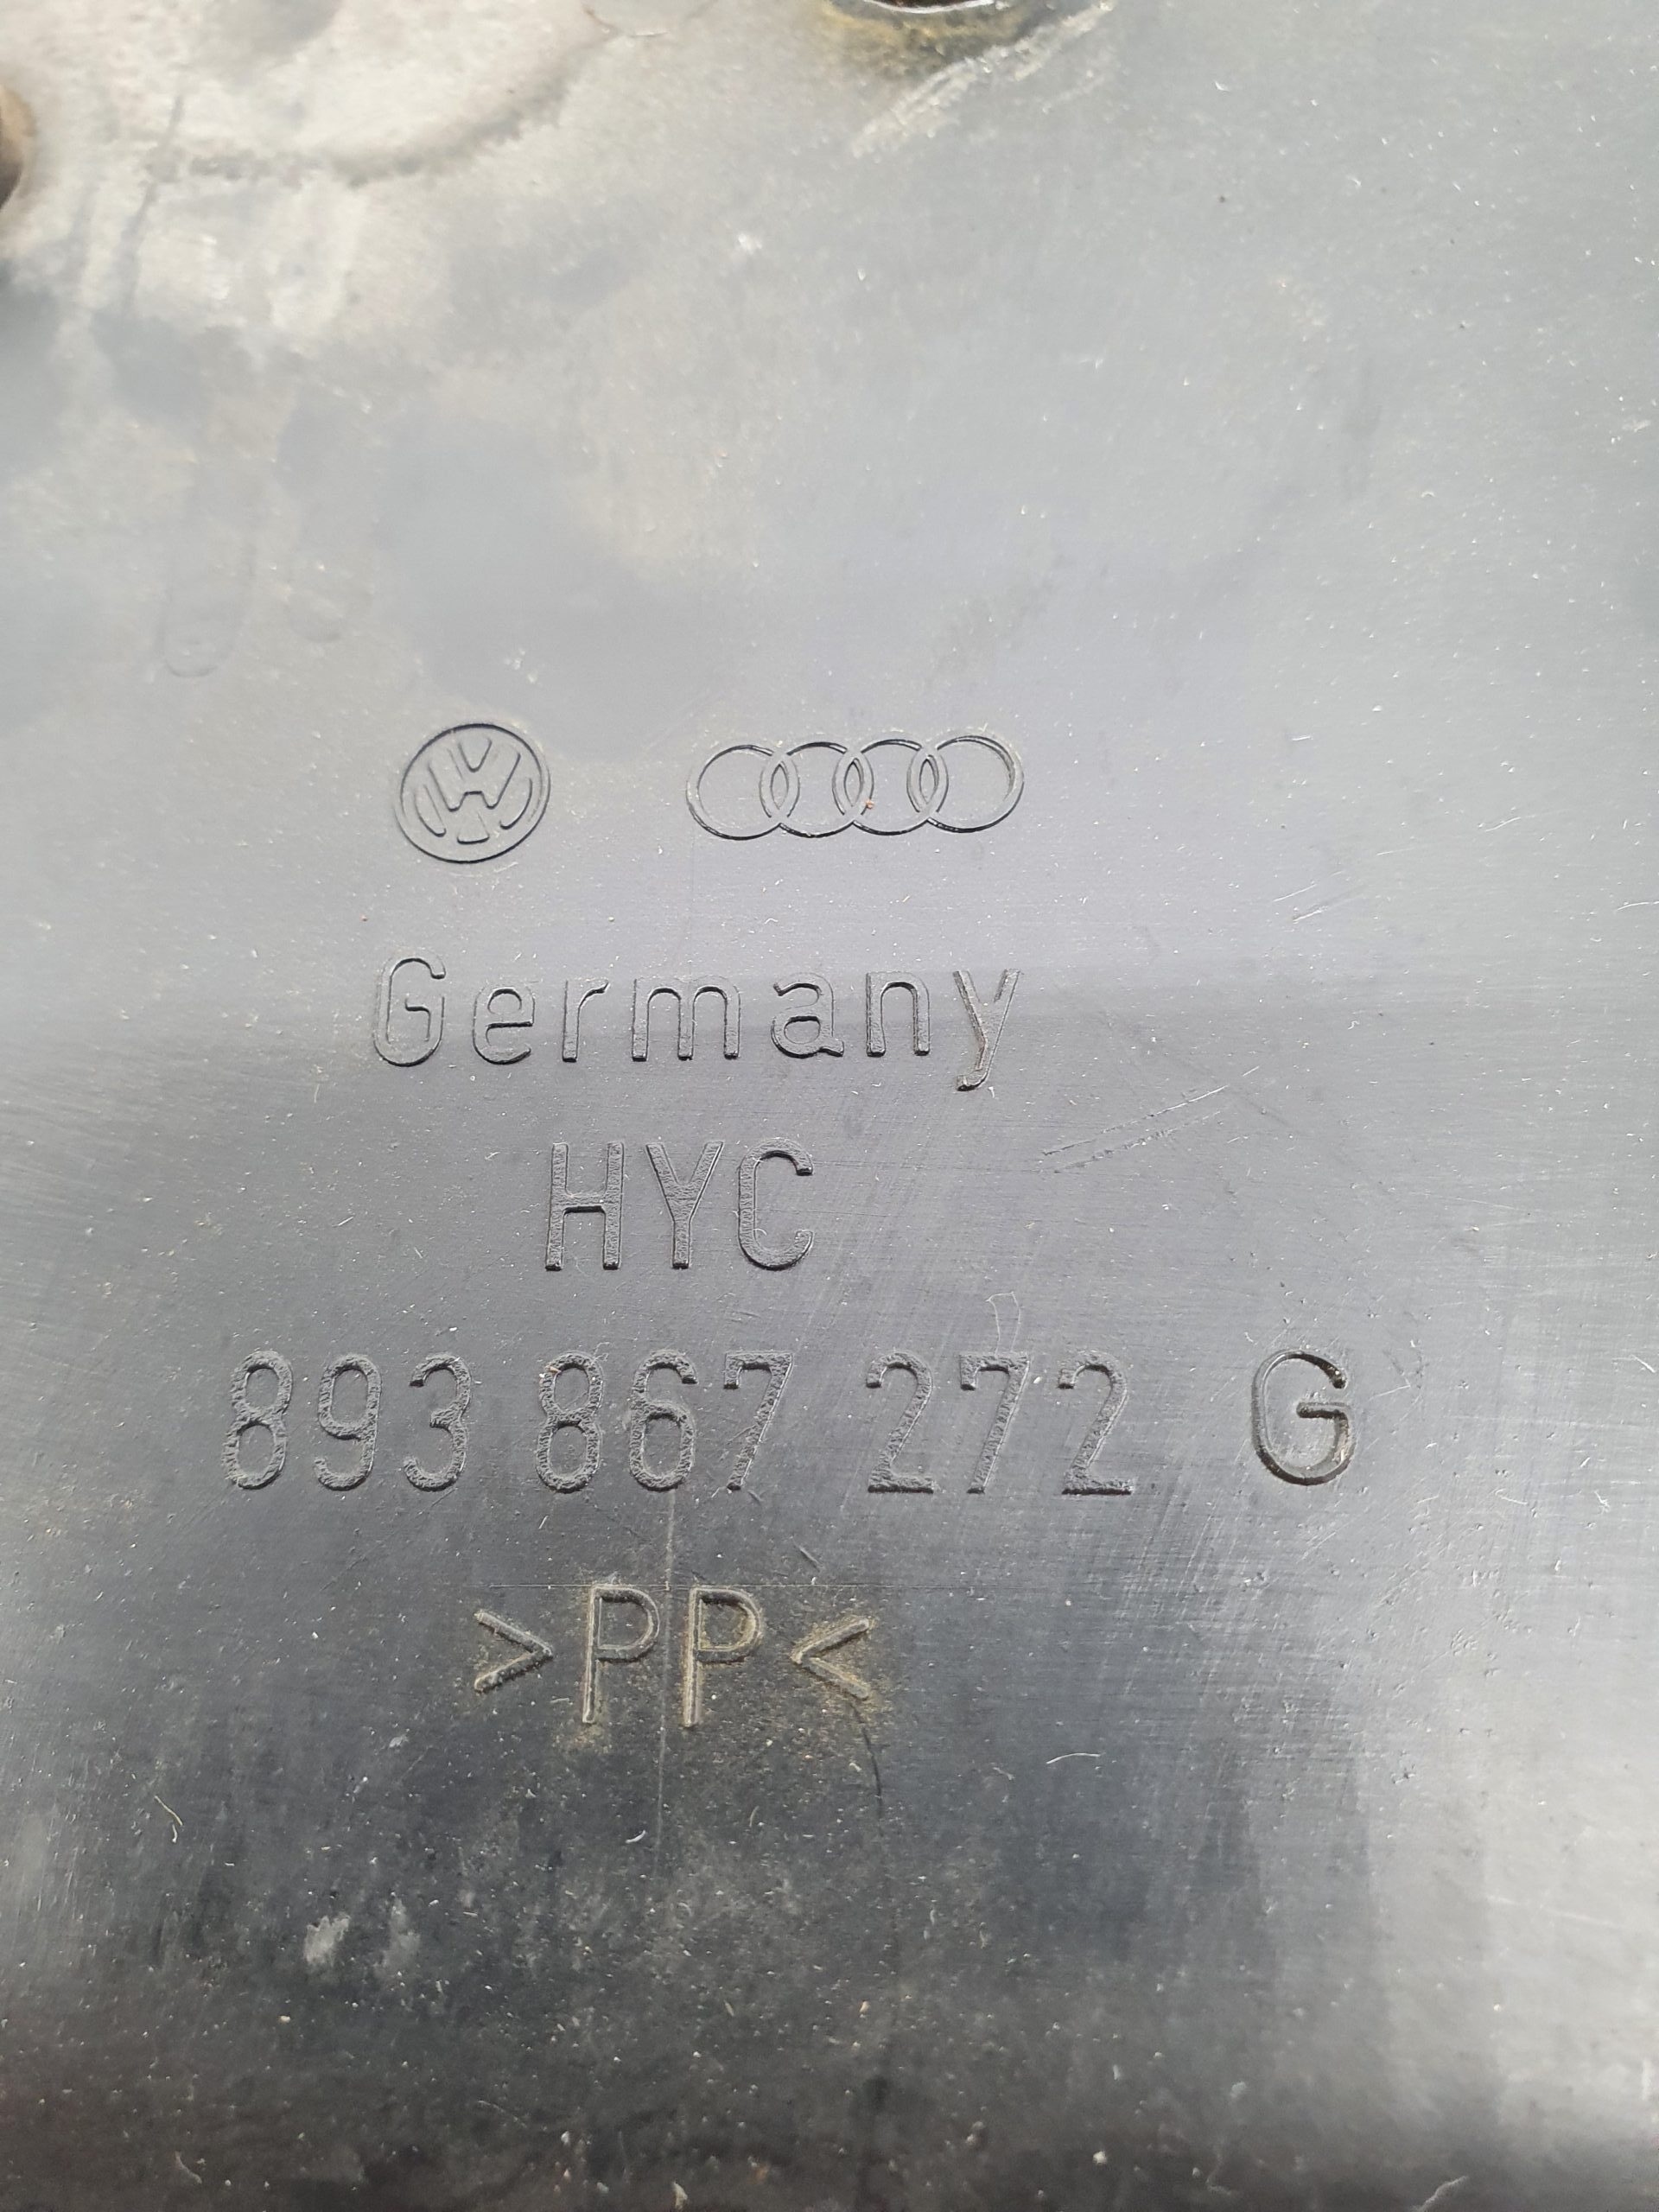 Germany
HYC
893 867 272 G
>PP<